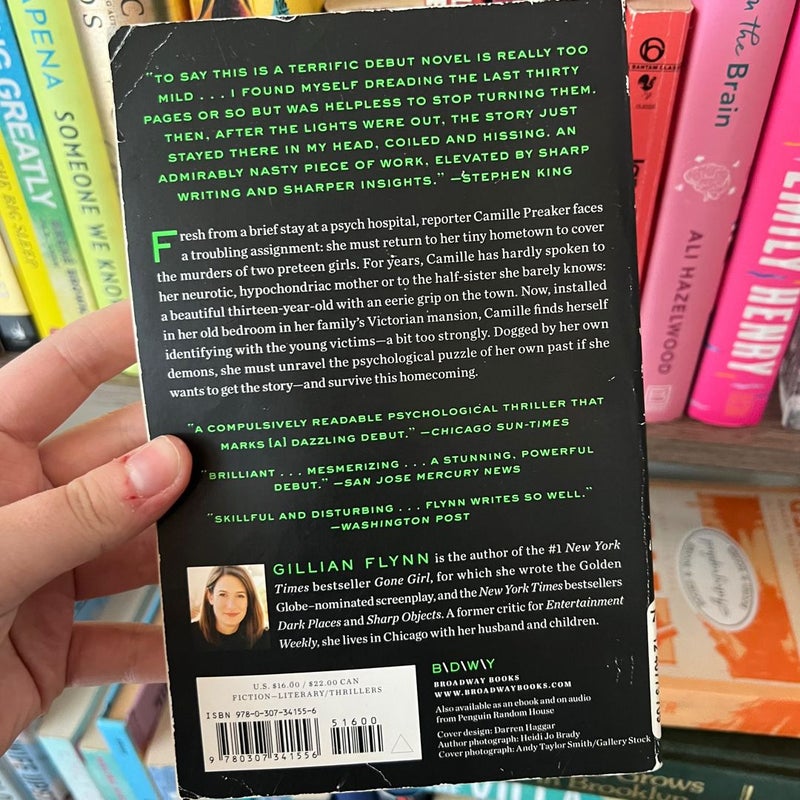 "TO SAY THIS IS A TERRIFIC DEBUT NOVEL IS REALLY TOO
MILD . . . I FOUND MYSELF DREADING THE LAST THIRTY
PAGES OR SO BUT WAS HELPLESS TO STOP TURNING THEM.
THEN, AFTER THE LIGHTS WERE OUT, THE STORY JUST
STAYED THERE IN MY HEAD, COILED AND HISSING. AN
ADMIRABLY NASTY PIECE OF WORK, ELEVATED BY SHARP
WRITING AND SHARPER INSIGHTS." —STEPHEN KING
Fresh from a brief stay at a psych hospital, reporter Camille Preaker faces
a troubling assignment: she must return to her tiny hometown to cover
the murders of two preteen girls. For years, Camille has hardly spoken to
her neurotic, hypochondriac mother or to the half-sister she barely knows:
a beautiful thirteen-year-old with an eerie grip on the town. Now, installed
in her old bedroom in her family's Victorian mansion, Camille finds herself
identifying with the young victims—a bit too strongly. Dogged by her own
demons, she must unravel the psychological puzzle of her own past if she
wants to get the story—and survive this homecoming.
"A COMPULSIVELY READABLE PSYCHOLOGICAL THRILLER THAT
MARKS [A] DAZZLING DEBUT." —CHICAGO SUN-TIMES
"BRILLIANT . . . MESMERIZING . . . A STUNNING, POWERFUL
DEBUT." —SAN JOSE MERCURY NEWS
"SKILLFUL AND DISTURBING . . . FLYNN WRITES SO WELL."
—WASHINGTON POST
GILLIAN FLYNN is the author of the #1 New York
Times bestseller Gone Girl, for which she wrote the Golden
Globe–nominated screenplay, and the New York Times bestsellers
Dark Places and Sharp Objects. A former critic for Entertainment
Weekly, she lives in Chicago with her husband and children.
U.S. $16.00 / $22.00 CAN
FICTION—LITERARY/THRILLERS
ISBN 978-0-307-34155-6
51600
9 780307 341556
B\D\W\Y
BROADWAY BOOKS
WWW.BROADWAYBOOKS.COM
Also available as an ebook and on audio
from Penguin Random House
Cover design: Darren Haggar
Author photograph: Heidi Jo Brady
Cover photograph: Andy Taylor Smith/Gallery Stock
APENA
SOMEONE WE KNO
NG GREATLY
THE BIG SLEEP
BANTAM
n the Brain
ALI HAZELWOOD
EMILY HENRY
Grows
n Brooklyn